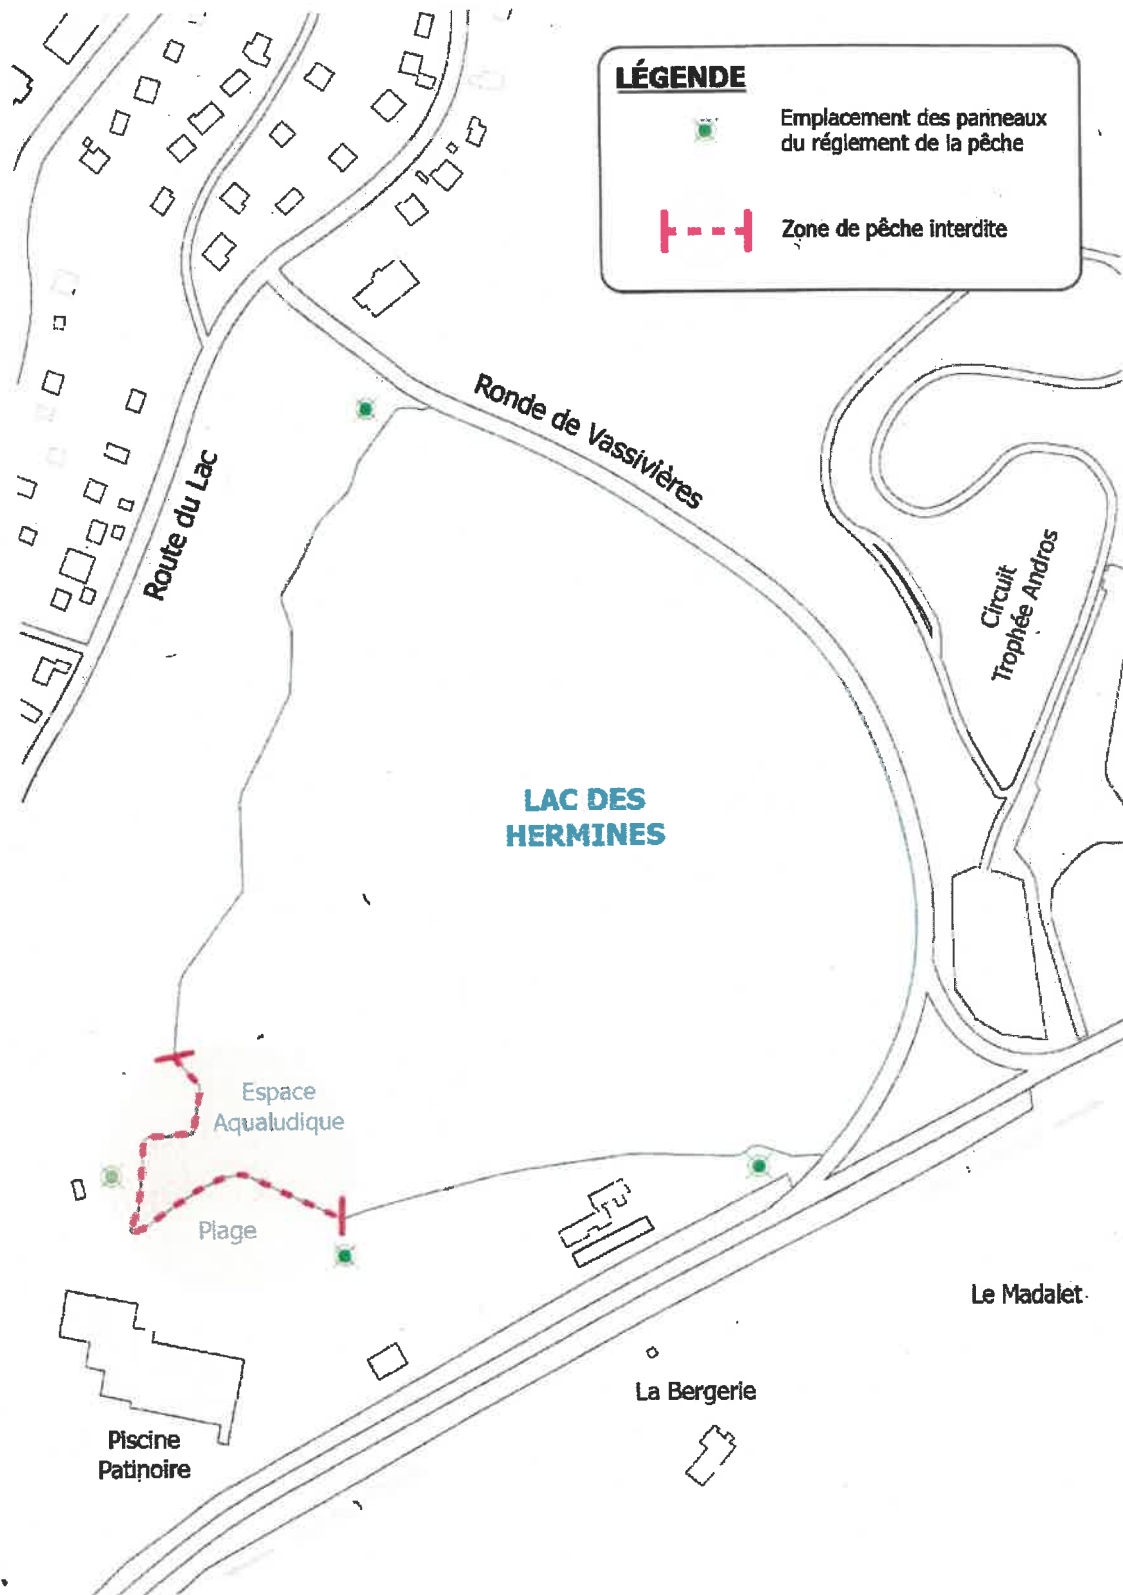 LÉGENDE
Emplacement des panneaux
du réglement de la pêche
Zone de pêche interdite
Ronde de Vassivières
Route du Lac
Circuit
Trophée Andros
LAC DES
HERMINES
Espace
Aqualudique
Plage
Le Madalet
La Bergerie
Piscine
Patinoire